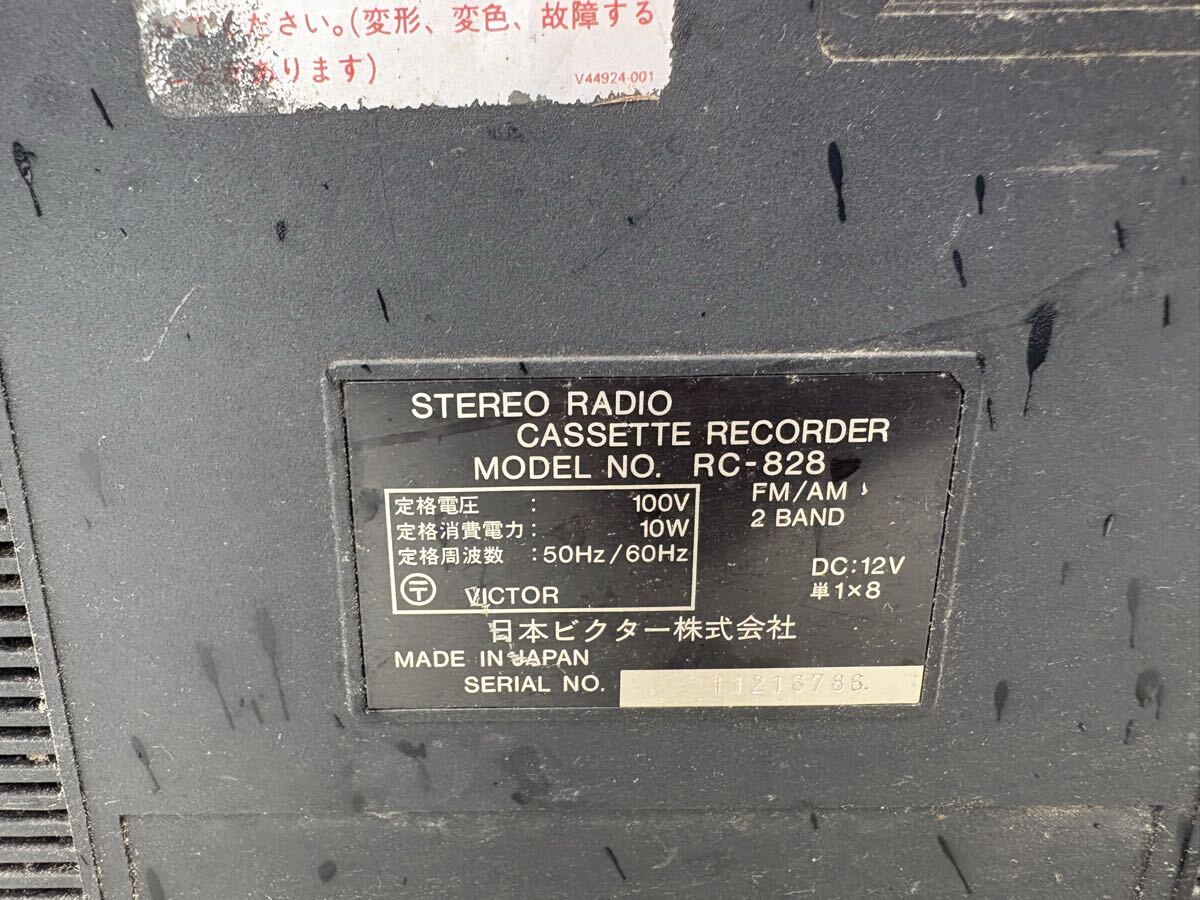 ください。(変形、変色、故障する
ことがあります)
V44924-001
STEREO RADIO
CASSETTE RECORDER
MODEL NO. RC-828
定格電圧 : 100V
定格消費電力 : 10W
定格周波数 : 50Hz/60Hz
〒 VICTOR
FM/AM
2 BAND
DC:12V
単1×8
日本ビクター株式会社
MADE IN JAPAN
SERIAL NO. 11216786.